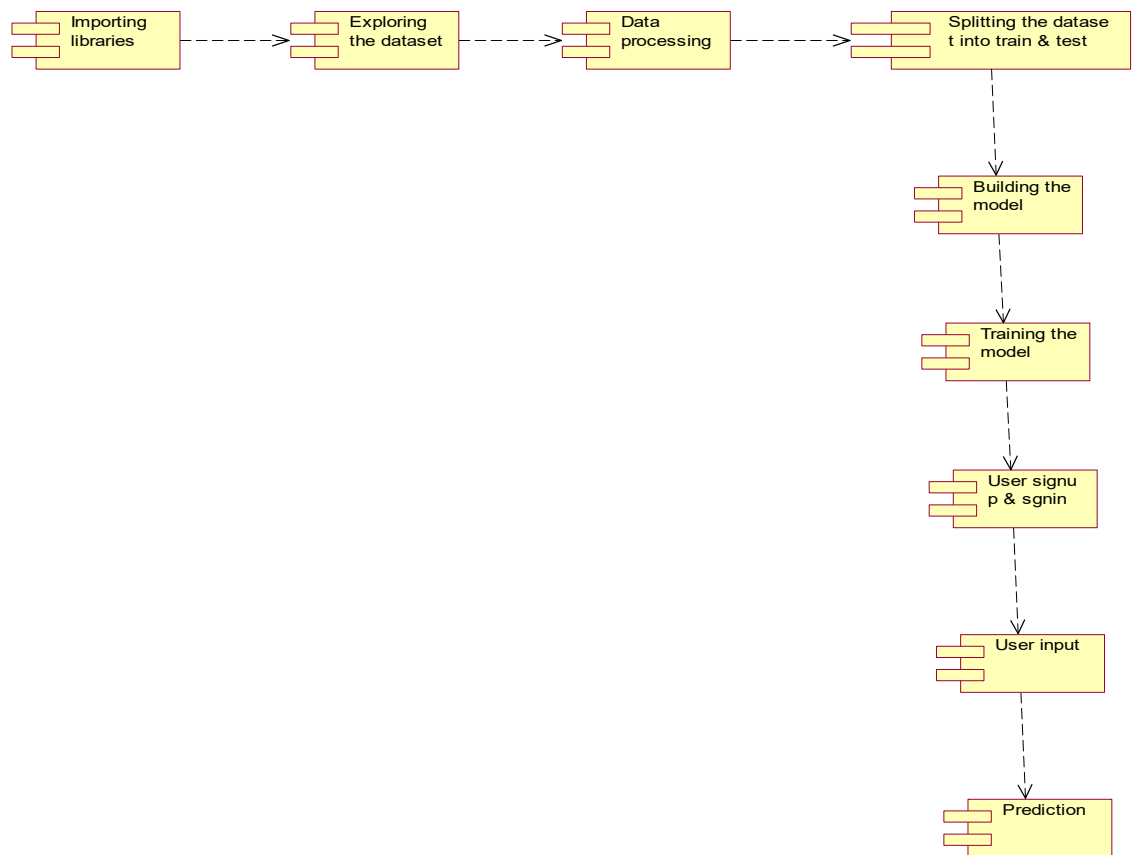 Importing
libraries
Exploring
the dataset
Data
processing
Splitting the datase
t into train & test
Building the
model
Training the
model
User signu
p & sgnin
User input
Prediction